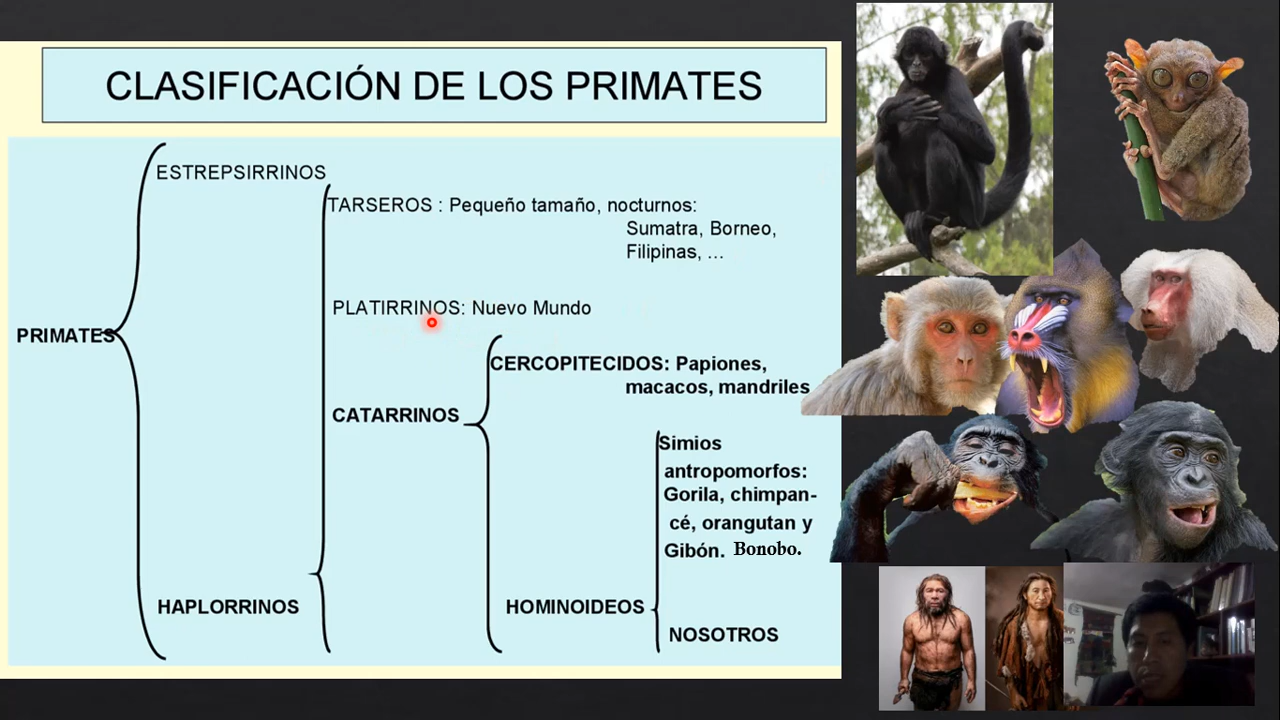 CLASIFICACIÓN DE LOS PRIMATES
ESTREPSIRRINOS
TARSEROS : Pequeño tamaño, nocturnos:
Sumatra, Borneo,
Filipinas, ...
PLATIRRINOS: Nuevo Mundo
PRIMATES
CERCOPITECIDOS: Papiones,
macacos, mandriles
CATARRINOS
Simios
antropomorfos:
Gorila, chimpan-
cé, orangutan y
Gibón. Bonobo.
HAPLORRINOS
HOMINOIDEOS
NOSOTROS